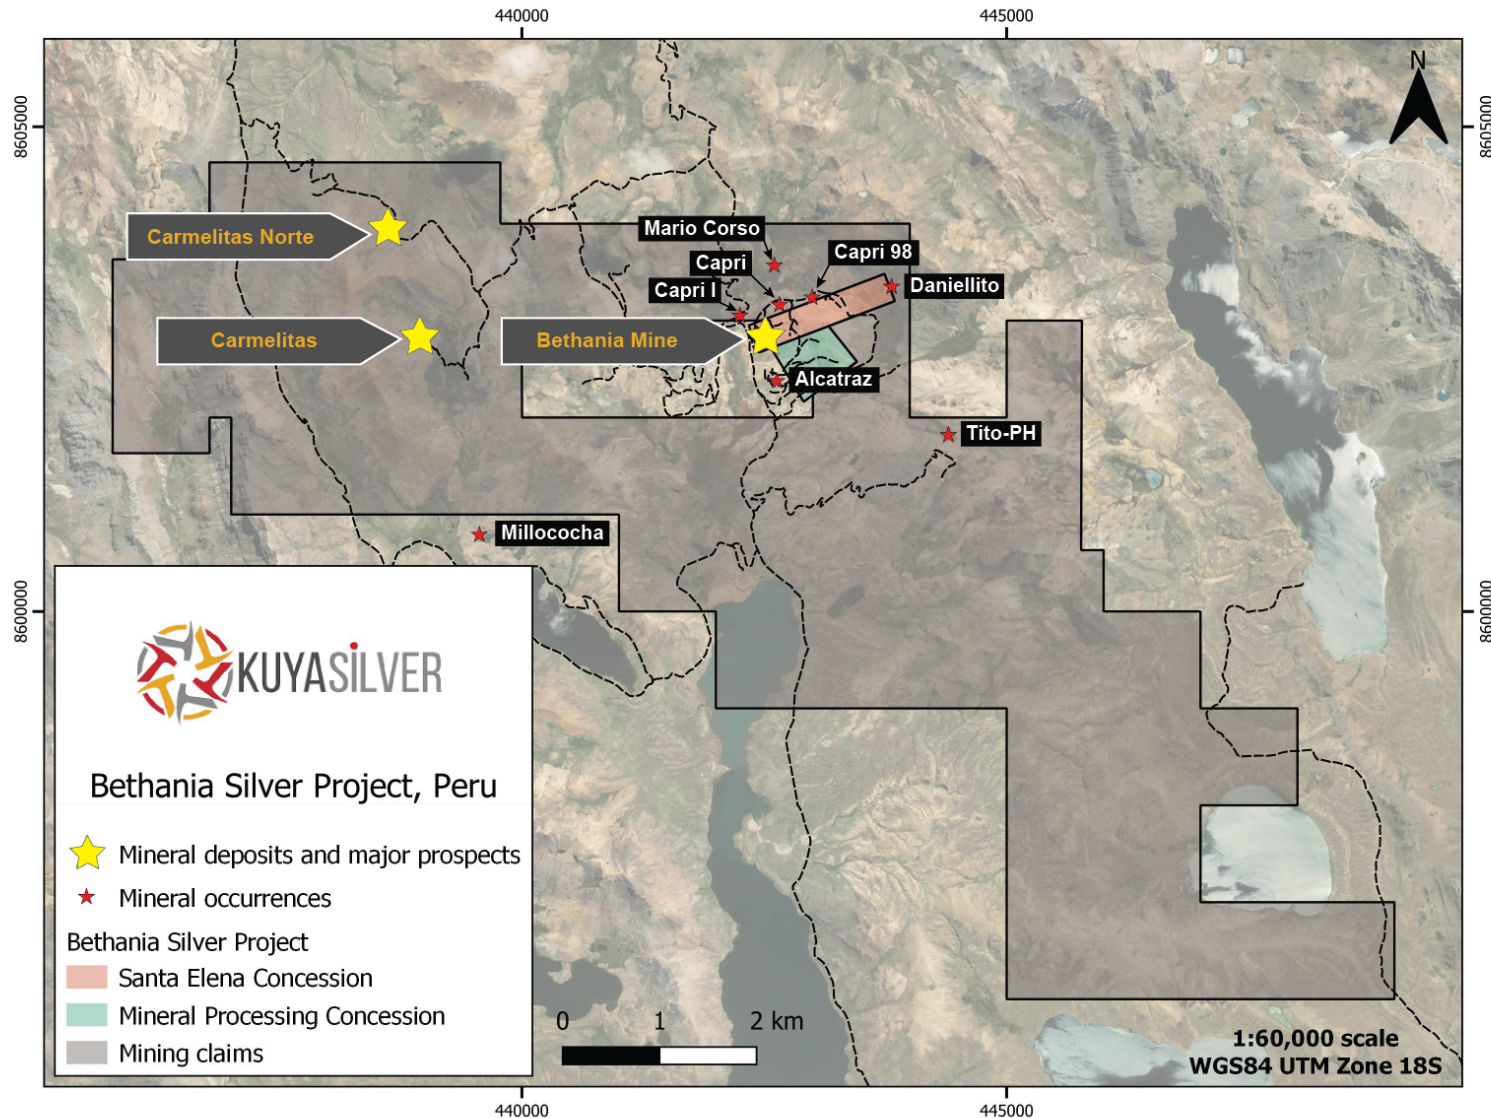 440000
445000
N
8605000
8605000
Carmelitas Norte
Mario Corso
Capri 98
Capri
Daniellito
Capri I
Carmelitas
Bethania Mine
Alcatraz
Tito-PH
Millococha
8600000
8600000
KUYASILVER
Bethania Silver Project, Peru
Mineral deposits and major prospects
Mineral occurrences
Bethania Silver Project
Santa Elena Concession
Mineral Processing Concession
Mining claims
0 1 2 km
1:60,000 scale
WGS84 UTM Zone 18S
440000
445000